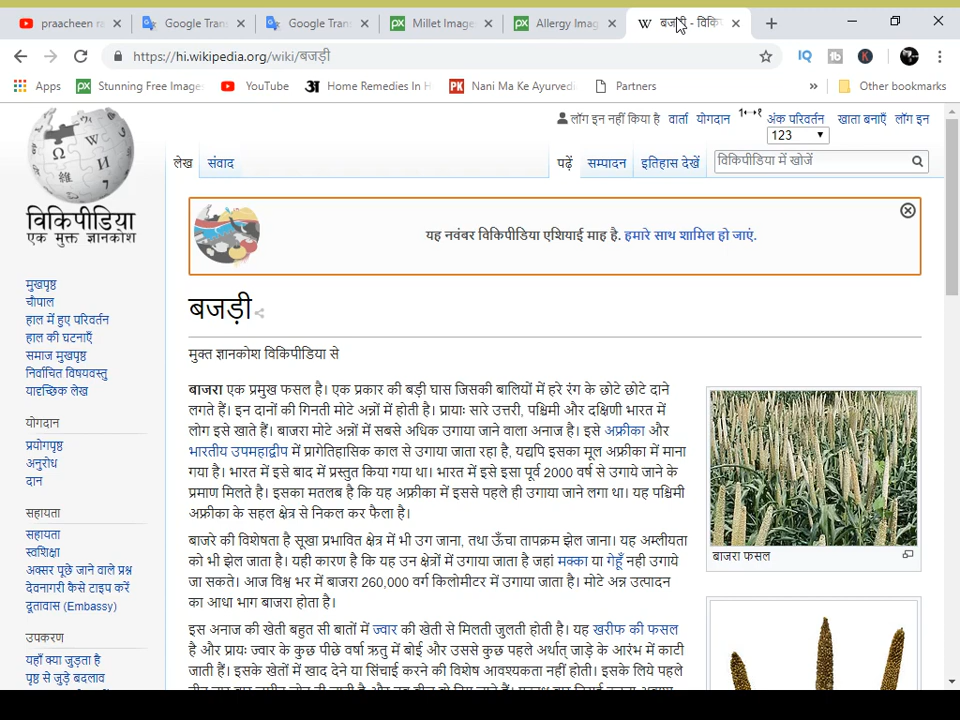 praacheen r
Google Tran
Google Tran
Millet Image
Allergy Imag
बजड़ी - विकि
https://hi.wikipedia.org/wiki/बजड़ी
Apps
Stunning Free Image
YouTube
Home Remedies In H
Nani Ma Ke Ayurved
Partners
»
Other bookmarks
लॉग इन नहीं किया है वार्ता योगदान अंक परिवर्तन खाता बनाएँ लॉग इन
123
लेख संवाद पढ़ें सम्पादन इतिहास देखें विकिपीडिया में खोजें
विकिपीडिया
एक मुक्त ज्ञानकोश
यह नवंबर विकिपीडिया एशियाई माह है. हमारे साथ शामिल हो जाएं.
मुखपृष्ठ
चौपाल
हाल में हुए परिवर्तन
हाल की घटनाएँ
समाज मुखपृष्ठ
निर्वाचित विषयवस्तु
यादृच्छिक लेख
योगदान
प्रयोगपृष्ठ
अनुरोध
दान
सहायता
सहायता
स्वशिक्षा
अक्सर पूछे जाने वाले प्रश्न
देवनागरी कैसे टाइप करें
दूतावास (Embassy)
उपकरण
यहाँ क्या जुड़ता है
पृष्ठ से जुड़े बदलाव
बजड़ी
मुक्त ज्ञानकोश विकिपीडिया से
बाजरा एक प्रमुख फसल है। एक प्रकार की बड़ी घास जिसकी बालियों में हरे रंग के छोटे छोटे दाने
लगते हैं। इन दानों की गिनती मोटे अन्नों में होती है। प्रायाः सारे उत्तरी, पश्चिमी और दक्षिणी भारत में
लोग इसे खाते हैं। बाजरा मोटे अन्नों में सबसे अधिक उगाया जाने वाला अनाज है। इसे अफ्रीका और
भारतीय उपमहाद्वीप में प्रागेतिहासिक काल से उगाया जाता रहा है, यद्यपि इसका मूल अफ्रीका में माना
गया है। भारत में इसे बाद में प्रस्तुत किया गया था। भारत में इसे इसा पूर्व 2000 वर्ष से उगाये जाने के
प्रमाण मिलते है। इसका मतलब है कि यह अफ्रीका में इससे पहले ही उगाया जाने लगा था। यह पश्चिमी
अफ्रीका के सहल क्षेत्र से निकल कर फैला है।
बाजरे की विशेषता है सूखा प्रभावित क्षेत्र में भी उग जाना, तथा ऊँचा तापक्रम झेल जाना। यह अम्लीयता
को भी झेल जाता है। यही कारण है कि यह उन क्षेत्रों में उगाया जाता है जहां मक्का या गेहूँ नही उगाये
जा सकते। आज विश्व भर में बाजरा 260,000 वर्ग किलोमीटर में उगाया जाता है। मोटे अन्न उत्पादन
का आधा भाग बाजरा होता है।
इस अनाज की खेती बहुत सी बातों में ज्वार की खेती से मिलती जुलती होती है। यह खरीफ की फसल
है और प्रायः ज्वार के कुछ पीछे वर्षा ऋतु में बोई और उससे कुछ पहले अर्थात् जाड़े के आरंभ में काटी
जाती हैं। इसके खेतों में खाद देने या सिंचाई करने की विशेष आवश्यकता नहीं होती। इसके लिये पहले
बाजरा फसल